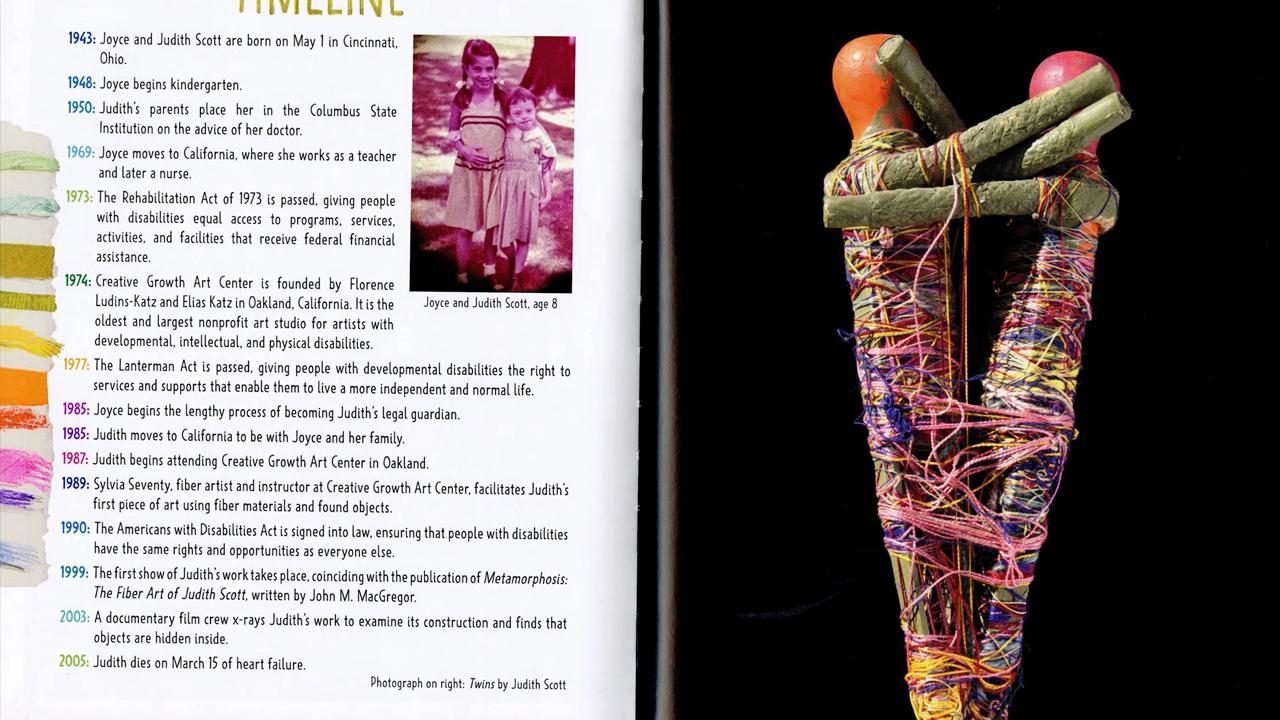 TIMELINE
1943: Joyce and Judith Scott are born on May 1 in Cincinnati,
Ohio.
1948: Joyce begins kindergarten.
1950: Judith's parents place her in the Columbus State
Institution on the advice of her doctor.
1969: Joyce moves to California, where she works as a teacher
and later a nurse.
1973: The Rehabilitation Act of 1973 is passed, giving people
with disabilities equal access to programs, services,
activities, and facilities that receive federal financial
assistance.
1974: Creative Growth Art Center is founded by Florence
Ludins-Katz and Elias Katz in Oakland, California. It is the
oldest and largest nonprofit art studio for artists with
developmental, intellectual, and physical disabilities.
Joyce and Judith Scott, age 8
1977: The Lanterman Act is passed, giving people with developmental disabilities the right to
services and supports that enable them to live a more independent and normal life.
1985: Joyce begins the lengthy process of becoming Judith's legal guardian.
1985: Judith moves to California to be with Joyce and her family.
1987: Judith begins attending Creative Growth Art Center in Oakland.
1989: Sylvia Seventy, fiber artist and instructor at Creative Growth Art Center, facilitates Judith's
first piece of art using fiber materials and found objects.
1990: The Americans with Disabilities Act is signed into law, ensuring that people with disabilities
have the same rights and opportunities as everyone else.
1999: The first show of Judith's work takes place, coinciding with the publication of Metamorphosis:
The Fiber Art of Judith Scott, written by John M. MacGregor.
2003: A documentary film crew x-rays Judith's work to examine its construction and finds that
objects are hidden inside.
2005: Judith dies on March 15 of heart failure.
Photograph on right: Twins by Judith Scott